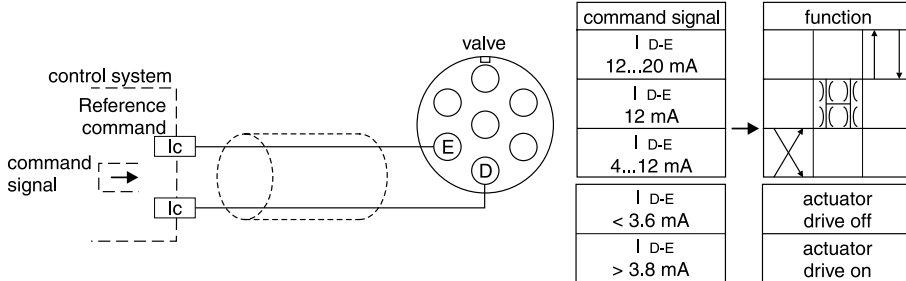 control system
Reference
command
Ic
command
signal
Ic
valve
E
D
command signal
I D-E
12...20 mA
I D-E
12 mA
I D-E
4...12 mA
I D-E
< 3.6 mA
I D-E
> 3.8 mA
function
actuator
drive off
actuator
drive on